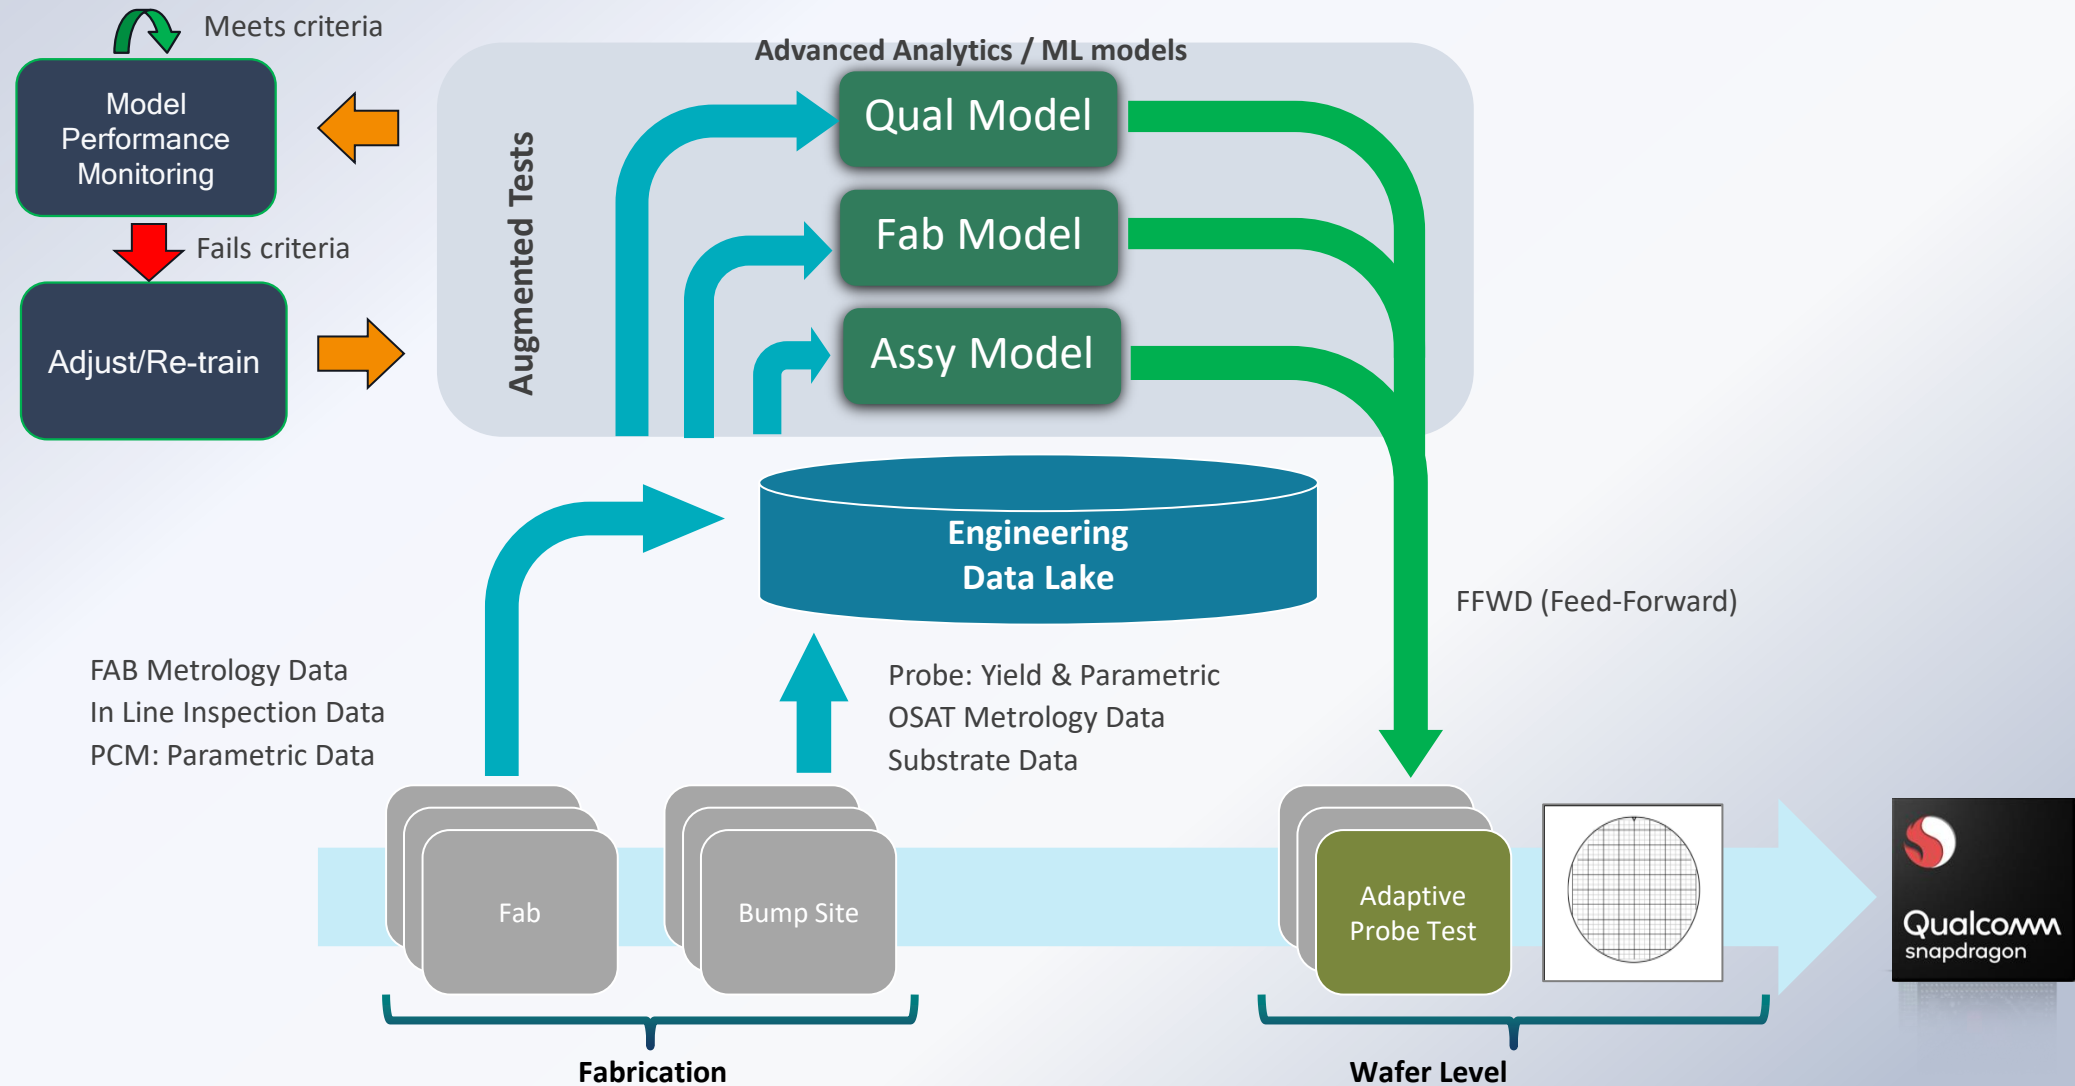 Meets criteria
Model
Performance
Monitoring
Fails criteria
Adjust/Re-train
Advanced Analytics / ML models
Augmented Tests
Qual Model
Fab Model
Assy Model
Engineering
Data Lake
FFWD (Feed-Forward)
FAB Metrology Data
In Line Inspection Data
PCM: Parametric Data
Probe: Yield & Parametric
OSAT Metrology Data
Substrate Data
Fab
Bump Site
Adaptive
Probe Test
Qualcomm
snapdragon
Fabrication
Wafer Level